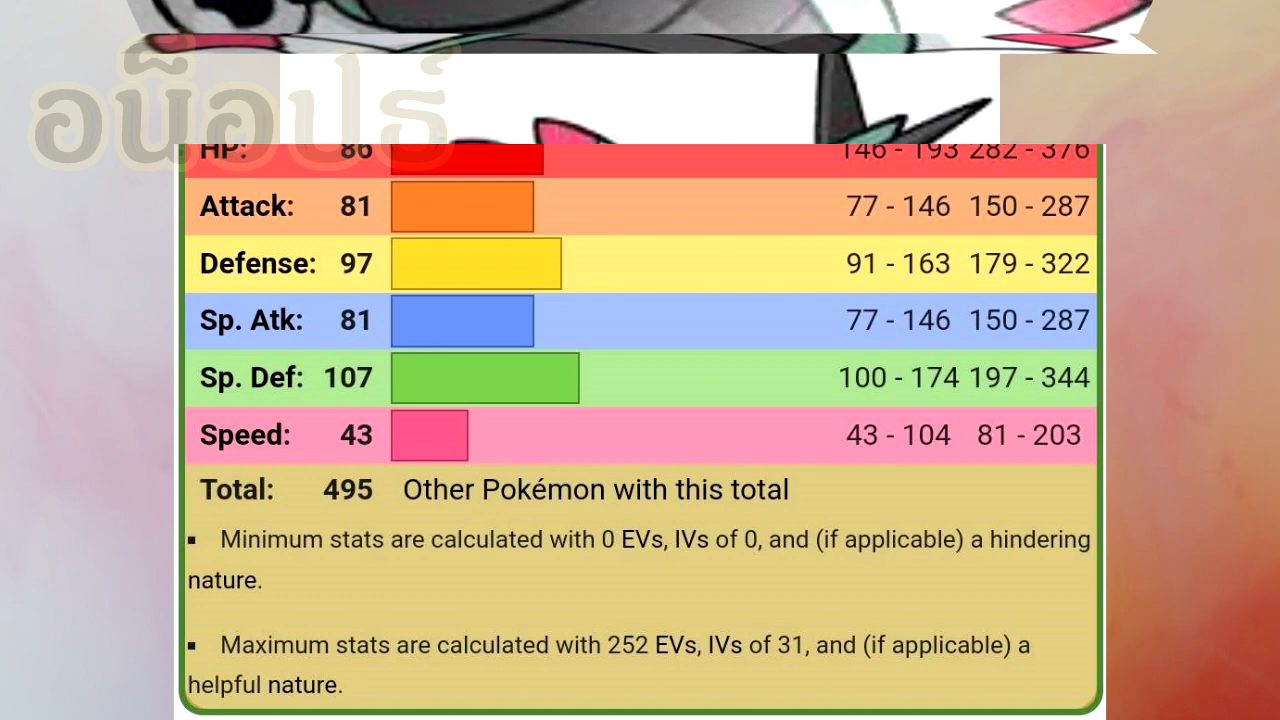 อน็อปธ์
HP: 86 146 - 193 282 - 376
Attack: 81 77 - 146 150 - 287
Defense: 97 91 - 163 179 - 322
Sp. Atk: 81 77 - 146 150 - 287
Sp. Def: 107 100 - 174 197 - 344
Speed: 43 43 - 104 81 - 203
Total: 495 Other Pokémon with this total
▪ Minimum stats are calculated with 0 EVs, IVs of 0, and (if applicable) a hindering
nature.
▪ Maximum stats are calculated with 252 EVs, IVs of 31, and (if applicable) a
helpful nature.